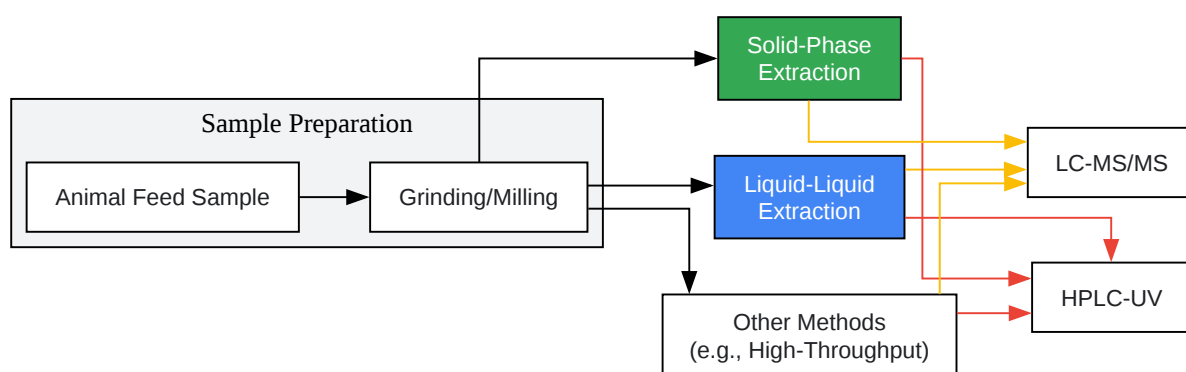 Sample Preparation
Animal Feed Sample
Grinding/Milling
Solid-Phase
Extraction
Liquid-Liquid
Extraction
Other Methods
(e.g., High-Throughput)
LC-MS/MS
HPLC-UV